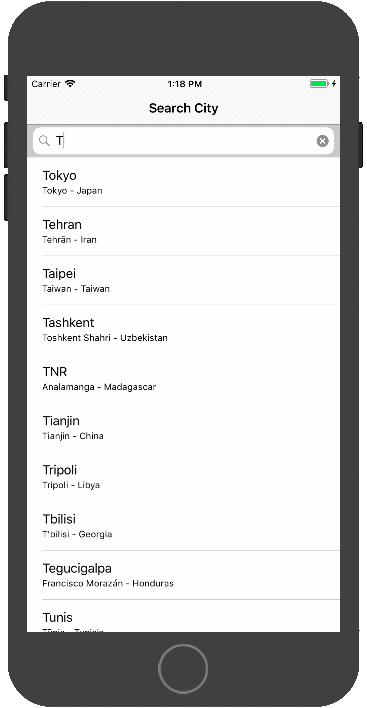 Carrier 1:18 PM
Search City
T
Tokyo
Tokyo - Japan
Tehran
Tehrān - Iran
Taipei
Taiwan - Taiwan
Tashkent
Toshkent Shahri - Uzbekistan
TNR
Analamanga - Madagascar
Tianjin
Tianjin - China
Tripoli
Tripoli - Libya
Tbilisi
T'bilisi - Georgia
Tegucigalpa
Francisco Morazán - Honduras
Tunis